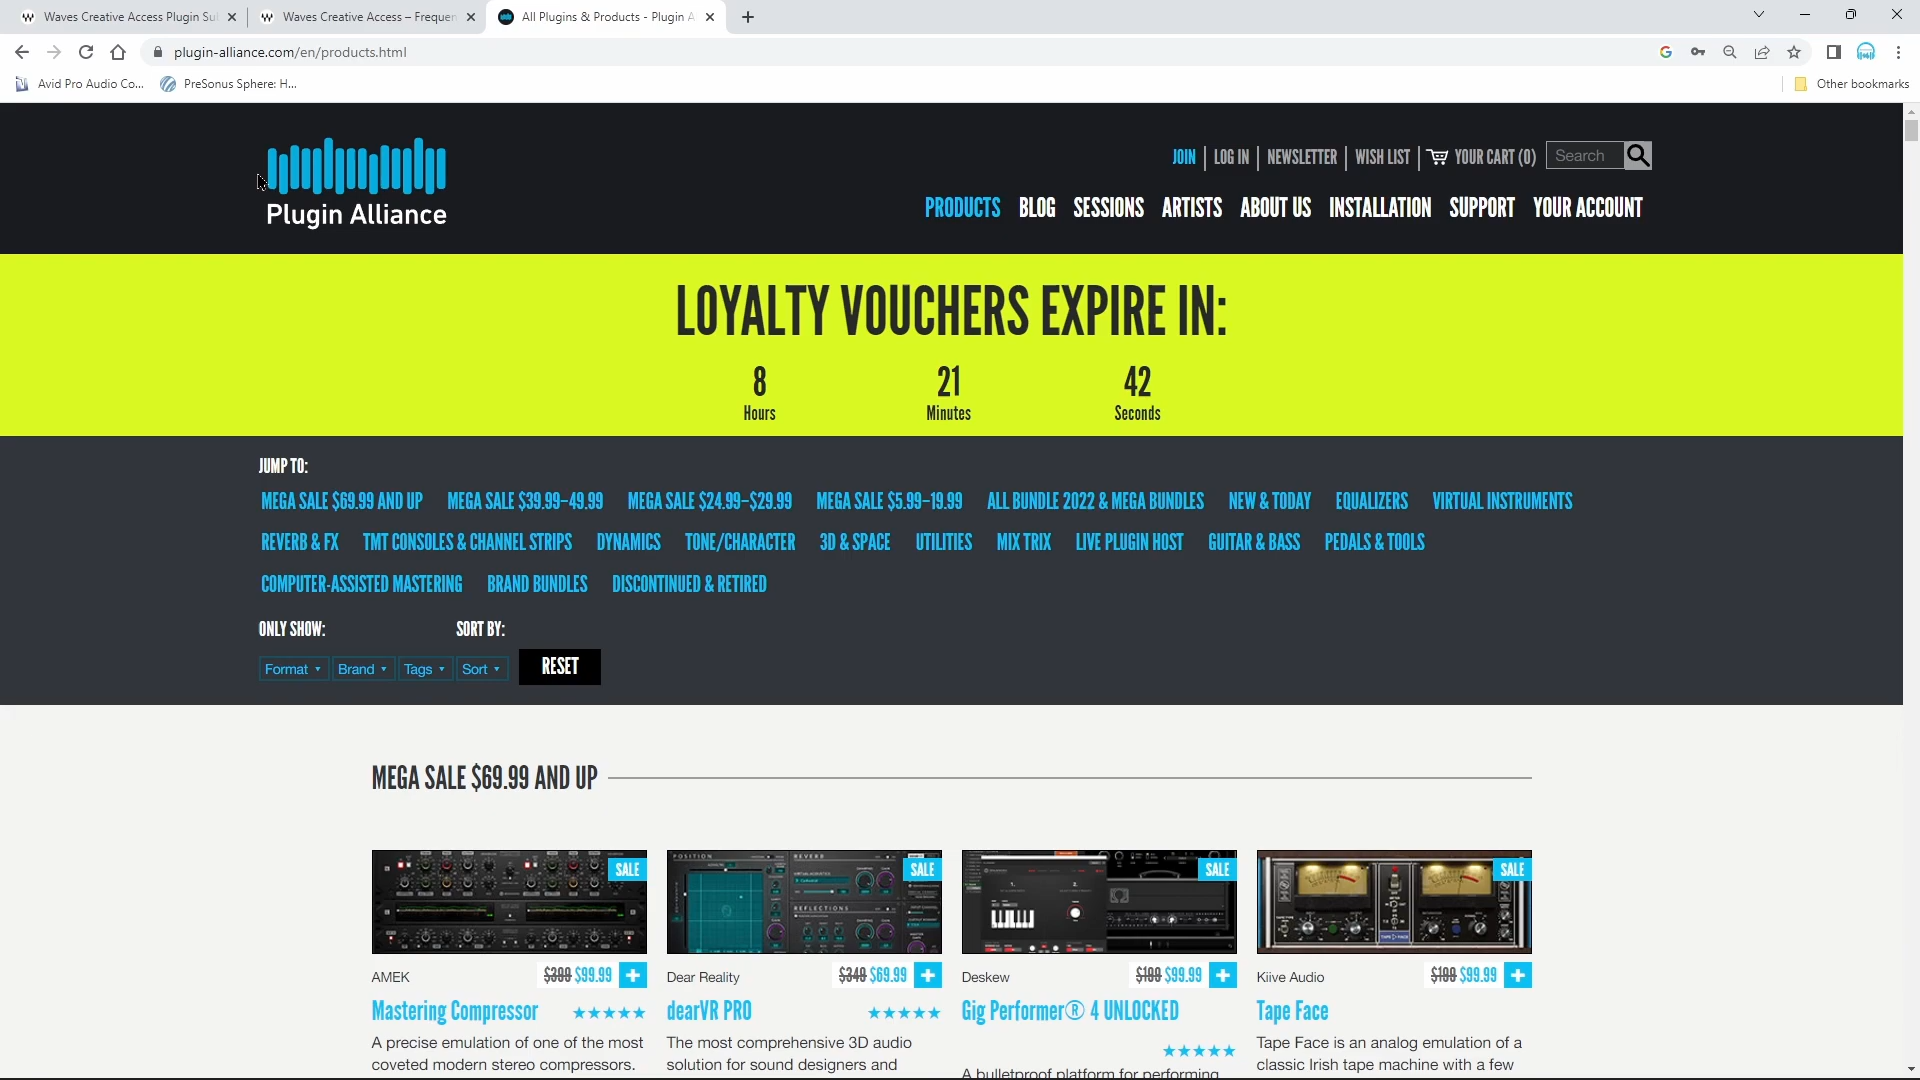 Waves Creative Access Plugin Su
Waves Creative Access – Frequen
All Plugins & Products - Plugin A
plugin-alliance.com/en/products.html
Avid Pro Audio Co...
PreSonus Sphere: H...
Other bookmarks
Plugin Alliance
JOIN
LOG IN
NEWSLETTER
WISH LIST
YOUR CART (0)
Search
PRODUCTS BLOG SESSIONS ARTISTS ABOUT US INSTALLATION SUPPORT YOUR ACCOUNT
LOYALTY VOUCHERS EXPIRE IN:
8 21 42
Hours Minutes Seconds
JUMP TO:
MEGA SALE $69.99 AND UP MEGA SALE $39.99–49.99 MEGA SALE $24.99–$29.99 MEGA SALE $5.99–19.99 ALL BUNDLE 2022 & MEGA BUNDLES NEW & TODAY EQUALIZERS VIRTUAL INSTRUMENTS
REVERB & FX TMT CONSOLES & CHANNEL STRIPS DYNAMICS TONE/CHARACTER 3D & SPACE UTILITIES MIX TRIX LIVE PLUGIN HOST GUITAR & BASS PEDALS & TOOLS
COMPUTER-ASSISTED MASTERING BRAND BUNDLES DISCONTINUED & RETIRED
ONLY SHOW: SORT BY:
Format Brand Tags Sort RESET
MEGA SALE $69.99 AND UP
SALE
POSITION
REVERB
REFLECTIONS
SALE
SALE
SALE
AMEK $99.99
Mastering Compressor
A precise emulation of one of the most
coveted modern stereo compressors.
Dear Reality $349 $69.99
dearVR PRO
The most comprehensive 3D audio
solution for sound designers and
Deskew $199 $99.99
Gig Performer® 4 UNLOCKED
A bulletproof platform for performing
Kiive Audio $199 $99.99
Tape Face
Tape Face is an analog emulation of a
classic Irish tape machine with a few